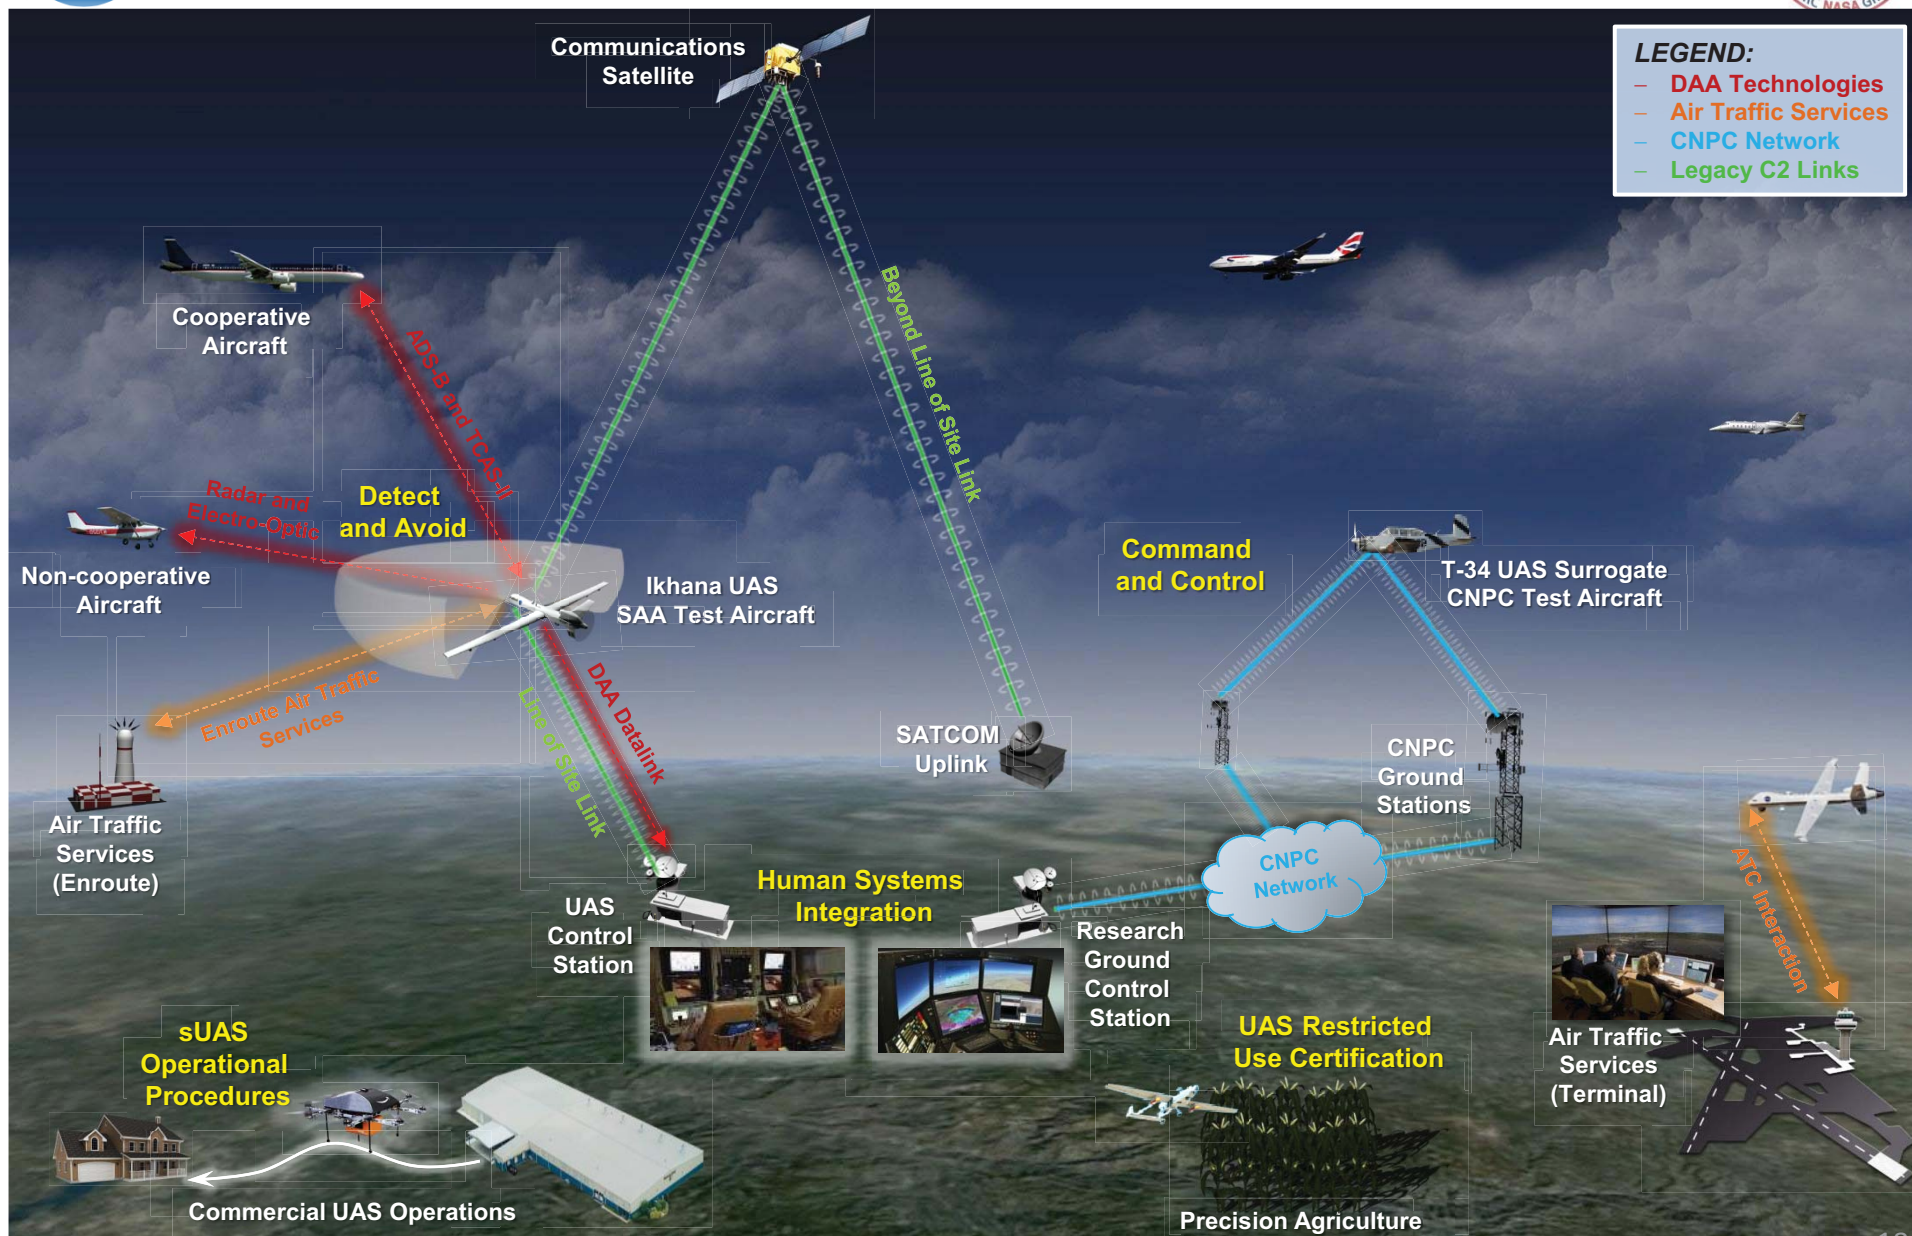 NASA
Communications
Satellite
LEGEND:
– DAA Technologies
– Air Traffic Services
– CNPC Network
– Legacy C2 Links
Cooperative
Aircraft
ADS-B and TCAS-II
Beyond Line of Site Link
Radar and
Electro-Optic
Detect
and Avoid
Non-cooperative
Aircraft
Ikhana UAS
SAA Test Aircraft
Command
and Control
T-34 UAS Surrogate
CNPC Test Aircraft
Enroute Air Traffic
Services
Line of Site Link
DAA Datalink
SATCOM
Uplink
CNPC
Ground
Stations
Air Traffic
Services
(Enroute)
CNPC
Network
Human Systems
Integration
UAS
Control
Station
Research
Ground
Control
Station
ATC Interaction
Air Traffic
Services
(Terminal)
sUAS
Operational
Procedures
UAS Restricted
Use Certification
Commercial UAS Operations
Precision Agriculture